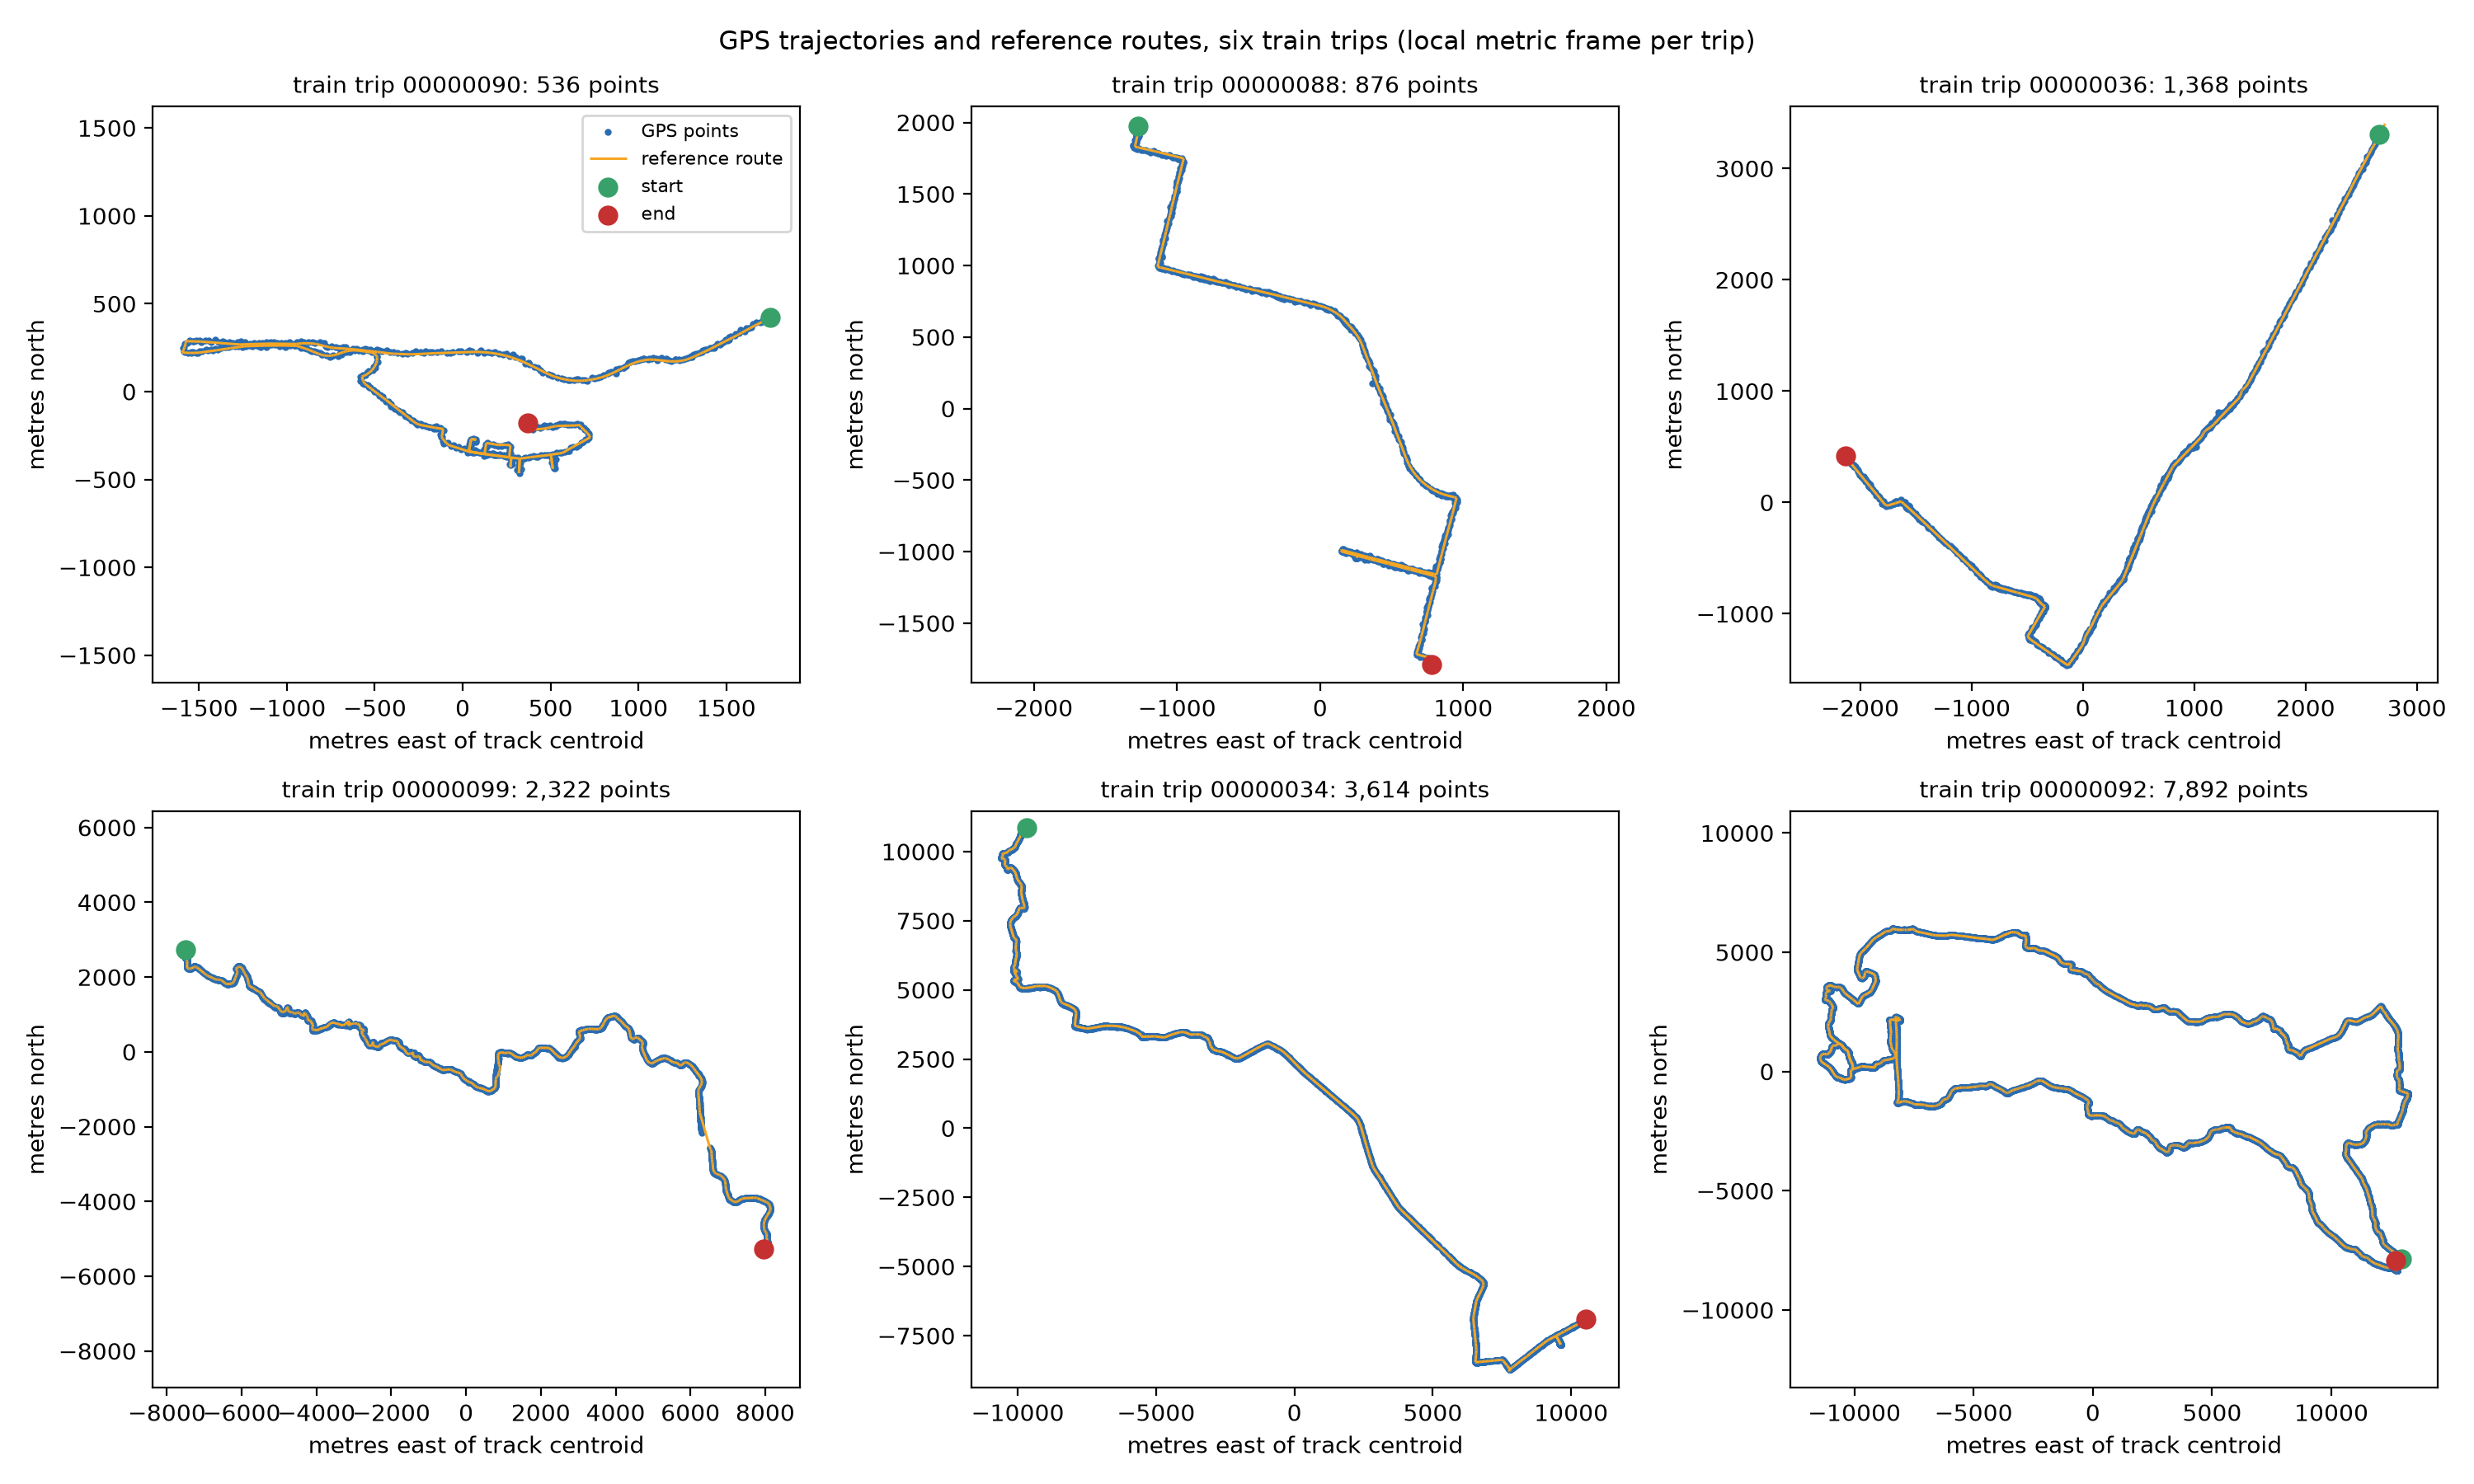 GPS trajectories and reference routes, six train trips (local metric frame per trip)
train trip 00000090: 536 points
1500
1000
500
0
−500
−1000
−1500
metres north
GPS points
reference route
start
end
−1500 −1000 −500 0 500 1000 1500
metres east of track centroid
train trip 00000088: 876 points
2000
1500
1000
500
0
−500
−1000
−1500
metres north
−2000 −1000 0 1000 2000
metres east of track centroid
train trip 00000036: 1,368 points
3000
2000
1000
0
−1000
metres north
−2000 −1000 0 1000 2000 3000
metres east of track centroid
train trip 00000099: 2,322 points
6000
4000
2000
0
−2000
−4000
−6000
−8000
metres north
−8000 −6000 −4000 −2000 0 2000 4000 6000 8000
metres east of track centroid
train trip 00000034: 3,614 points
10000
7500
5000
2500
0
−2500
−5000
−7500
metres north
−10000 −5000 0 5000 10000
metres east of track centroid
train trip 00000092: 7,892 points
10000
5000
0
−5000
−10000
metres north
−10000 −5000 0 5000 10000
metres east of track centroid